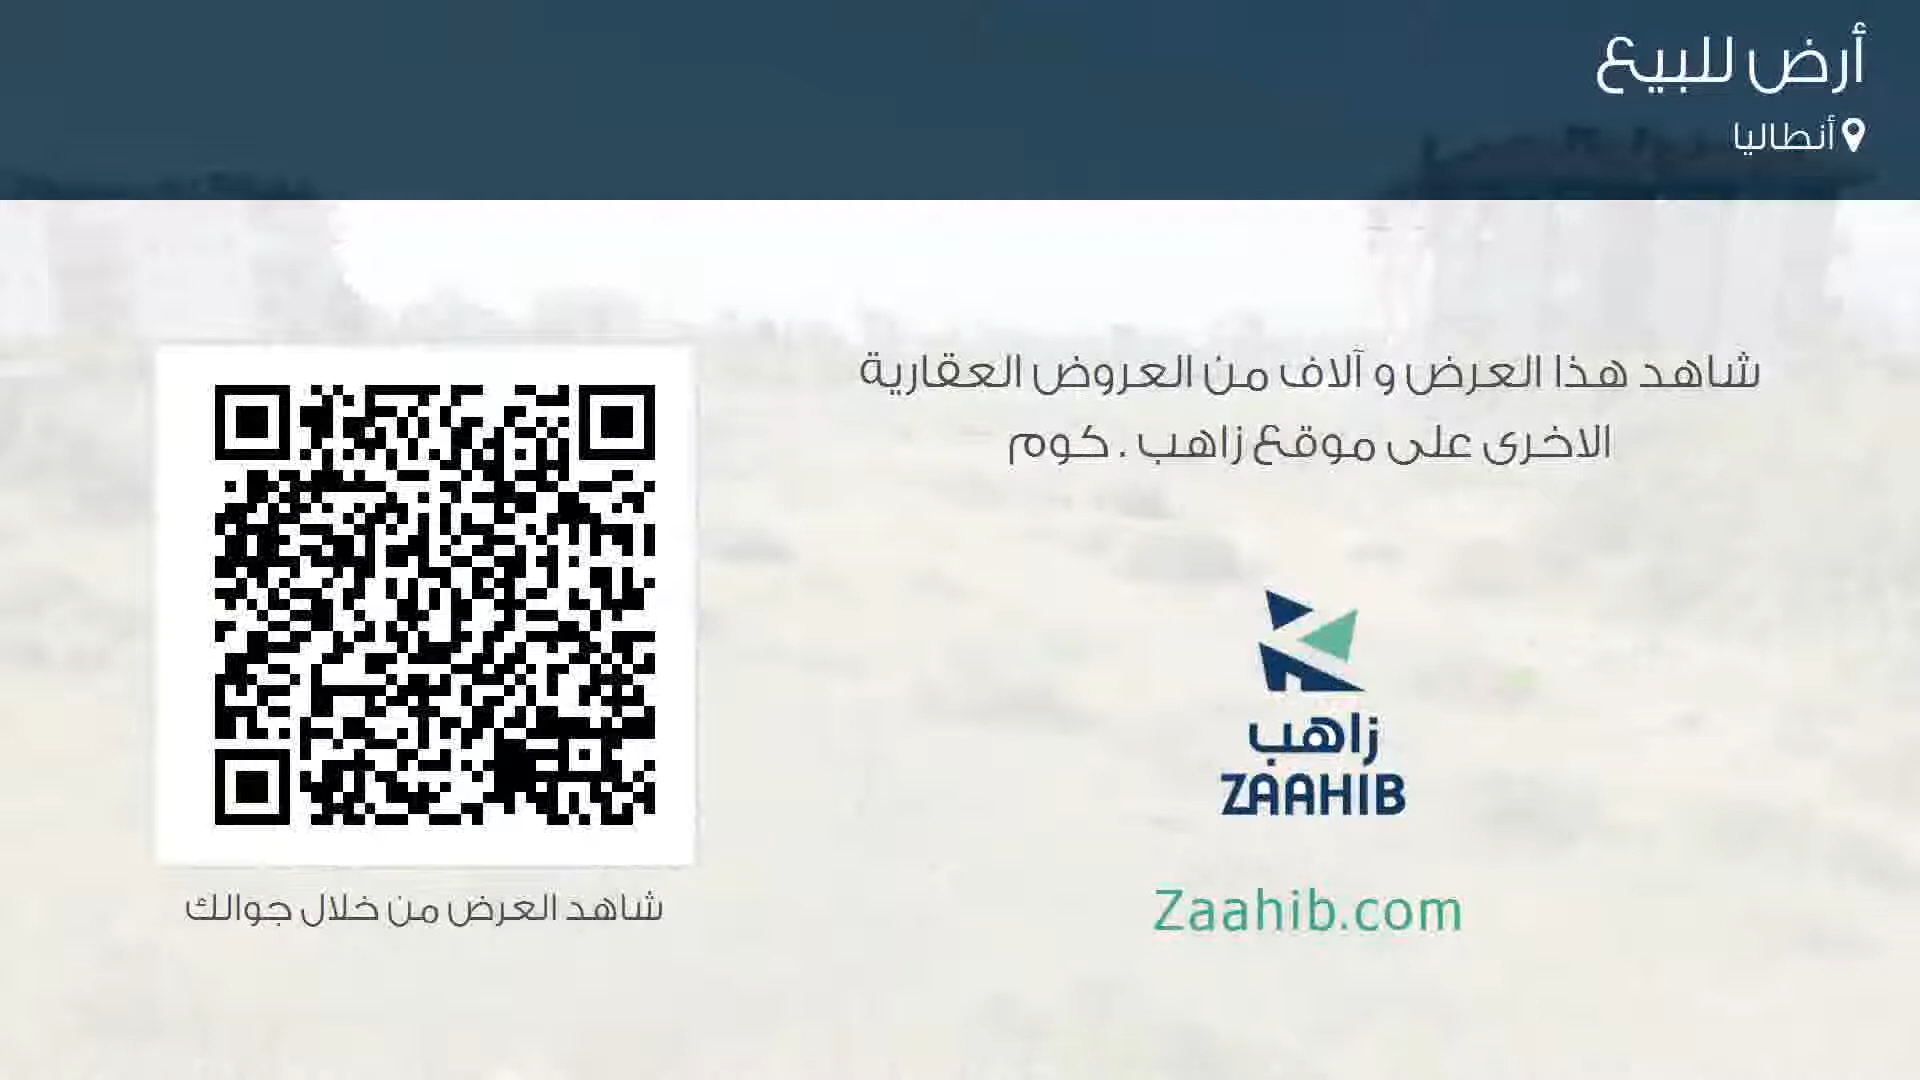 أرض للبيع
أنطاليا
شاهد هذا العرض و آلاف من العروض العقارية
الاخرى على موقع زاهب . كوم
زاهب
ZAAHIB
Zaahib.com
شاهد العرض من خلال جوالك